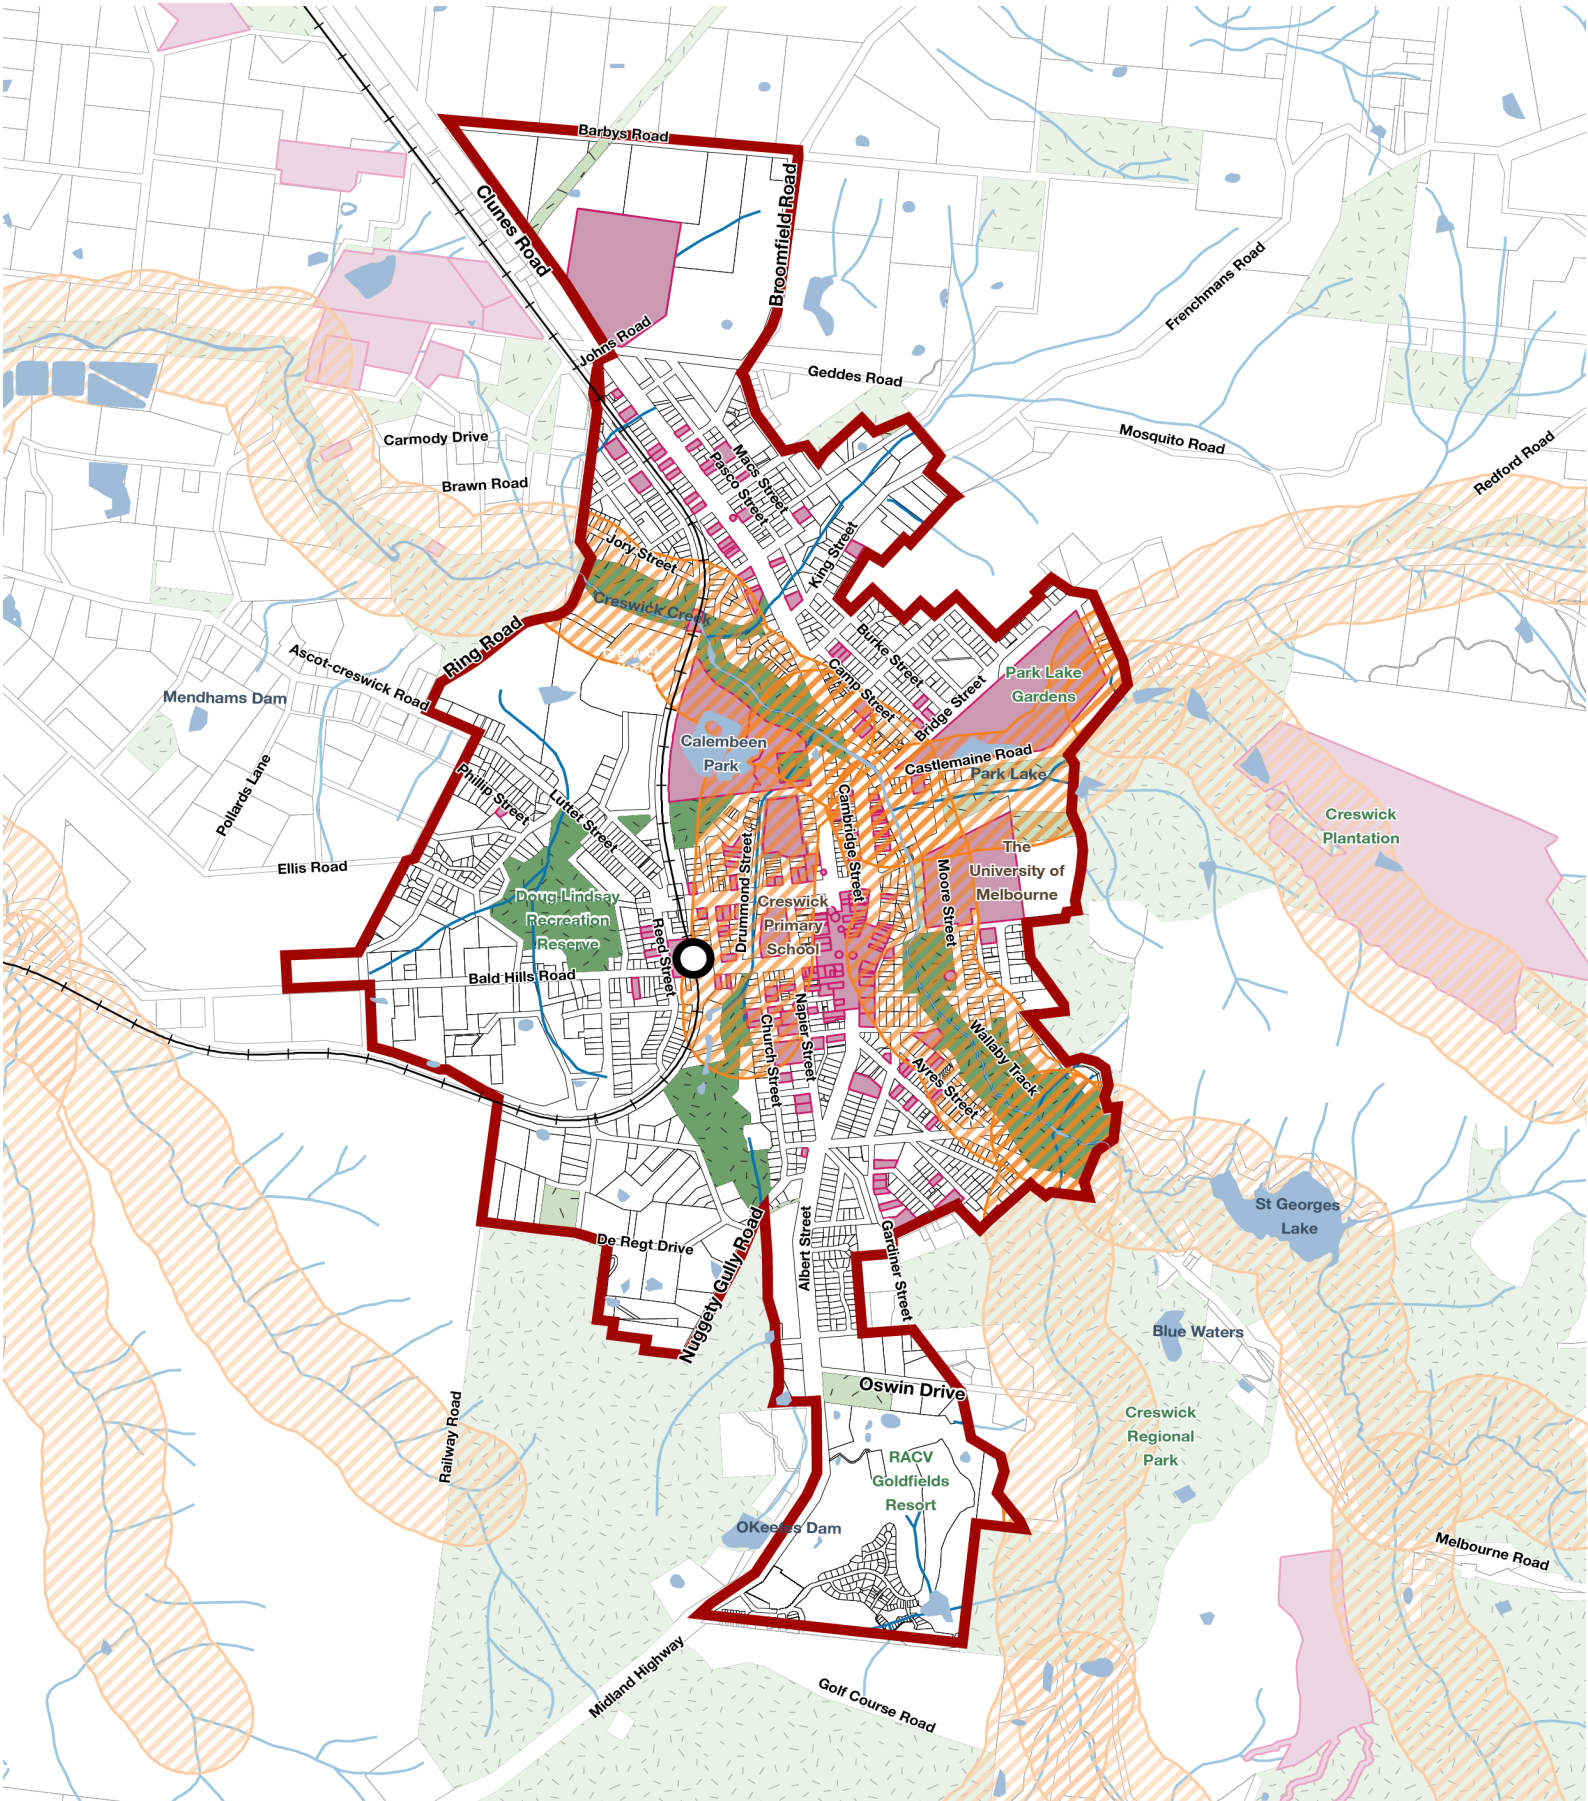 Barbys Road
Clunes Road
Broomfield Road
Johns Road
Geddes Road
Frenchmans Road
Carmody Drive
Mosquito Road
Redford Road
Brawn Road
Macs Street
Pasco Street
Jory Street
King Street
Creswick Creek
Ring Road
Burke Street
Ascot-creswick Road
Camp Street
Park Lake
Gardens
Mendhams Dam
Bridge Street
Calembeen
Park
Castlemaine Road
Park Lake
Phillip Street
Luttet Street
Pollards Lane
Cambridge Street
Creswick
Plantation
Drummond Street
The
University of
Melbourne
Moore Street
Ellis Road
Doug Lindsay
Recreation
Reserve
Creswick
Primary
School
Reed Street
Bald Hills Road
Napier Street
Church Street
Wallaby Track
Ayres Street
St Georges
Lake
De Regt Drive
Nuggety Gully Road
Albert Street
Gardiner Street
Blue Waters
Oswin Drive
Railway Road
Creswick
Regional
Park
RACV
Goldfields
Resort
OKeefes Dam
Melbourne Road
Midland Highway
Golf Course Road